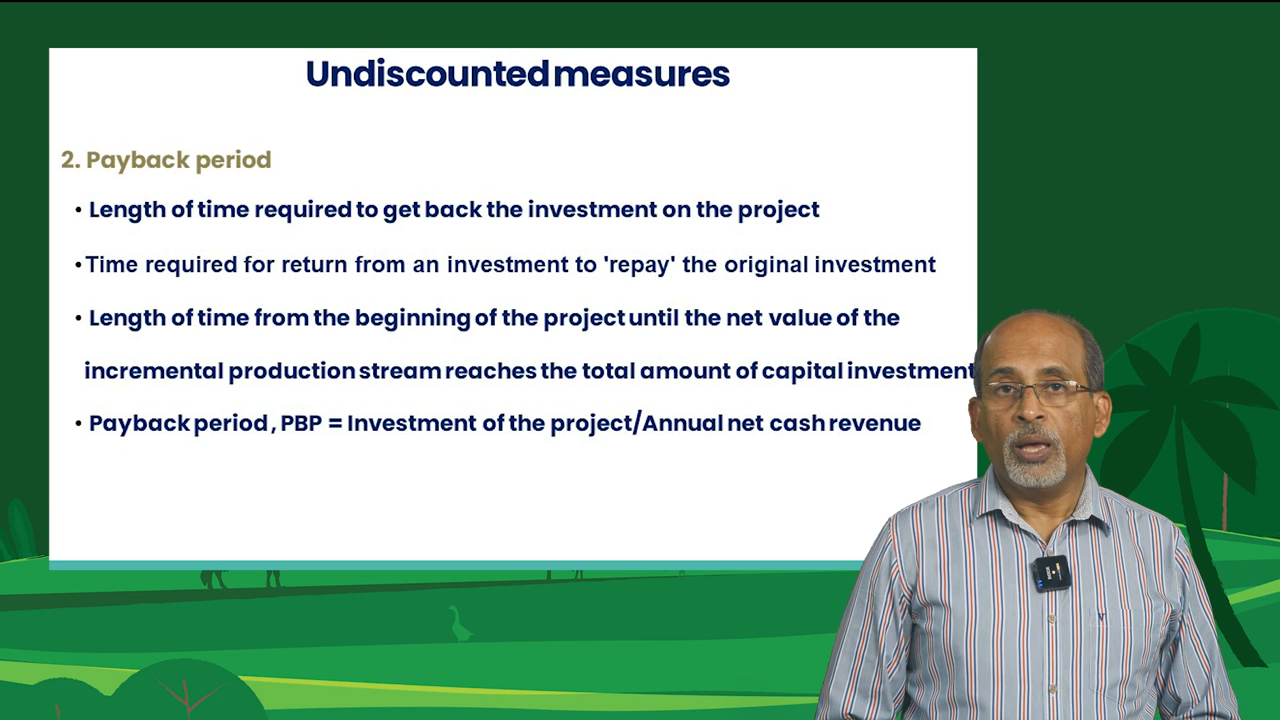 Undiscounted measures
2. Payback period
• Length of time required to get back the investment on the project
• Time required for return from an investment to 'repay' the original investment
• Length of time from the beginning of the project until the net value of the
incremental production stream reaches the total amount of capital investment
• Payback period, PBP = Investment of the project/Annual net cash revenue